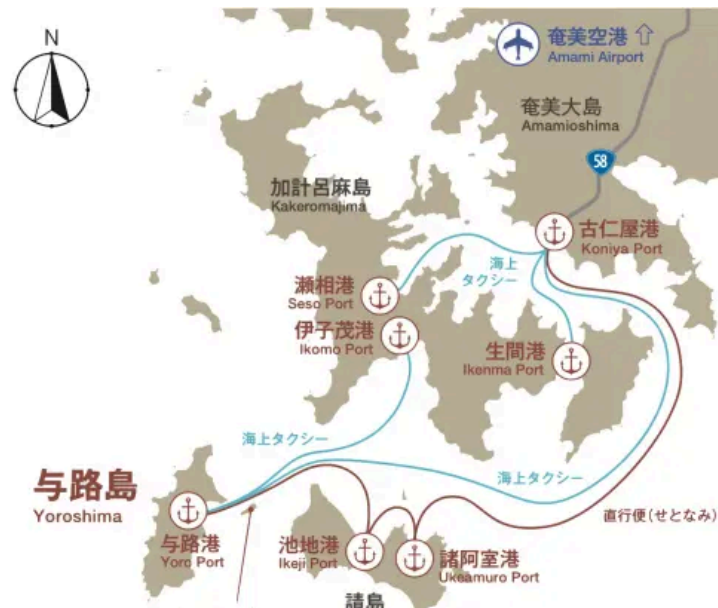 N
奄美空港
Amami Airport
奄美大島
Amamioshima
58
加計呂麻島
Kakeromajima
古仁屋港
Koniya Port
海上
タクシー
瀬相港
Seso Port
伊子茂港
Ikomo Port
生間港
Ikenma Port
海上タクシー
海上タクシー
与路島
Yoroshima
直行便(せとなみ)
与路港
Yoro Port
池地港
Ikeji Port
諸阿室港
Ukeamuro Port
請島